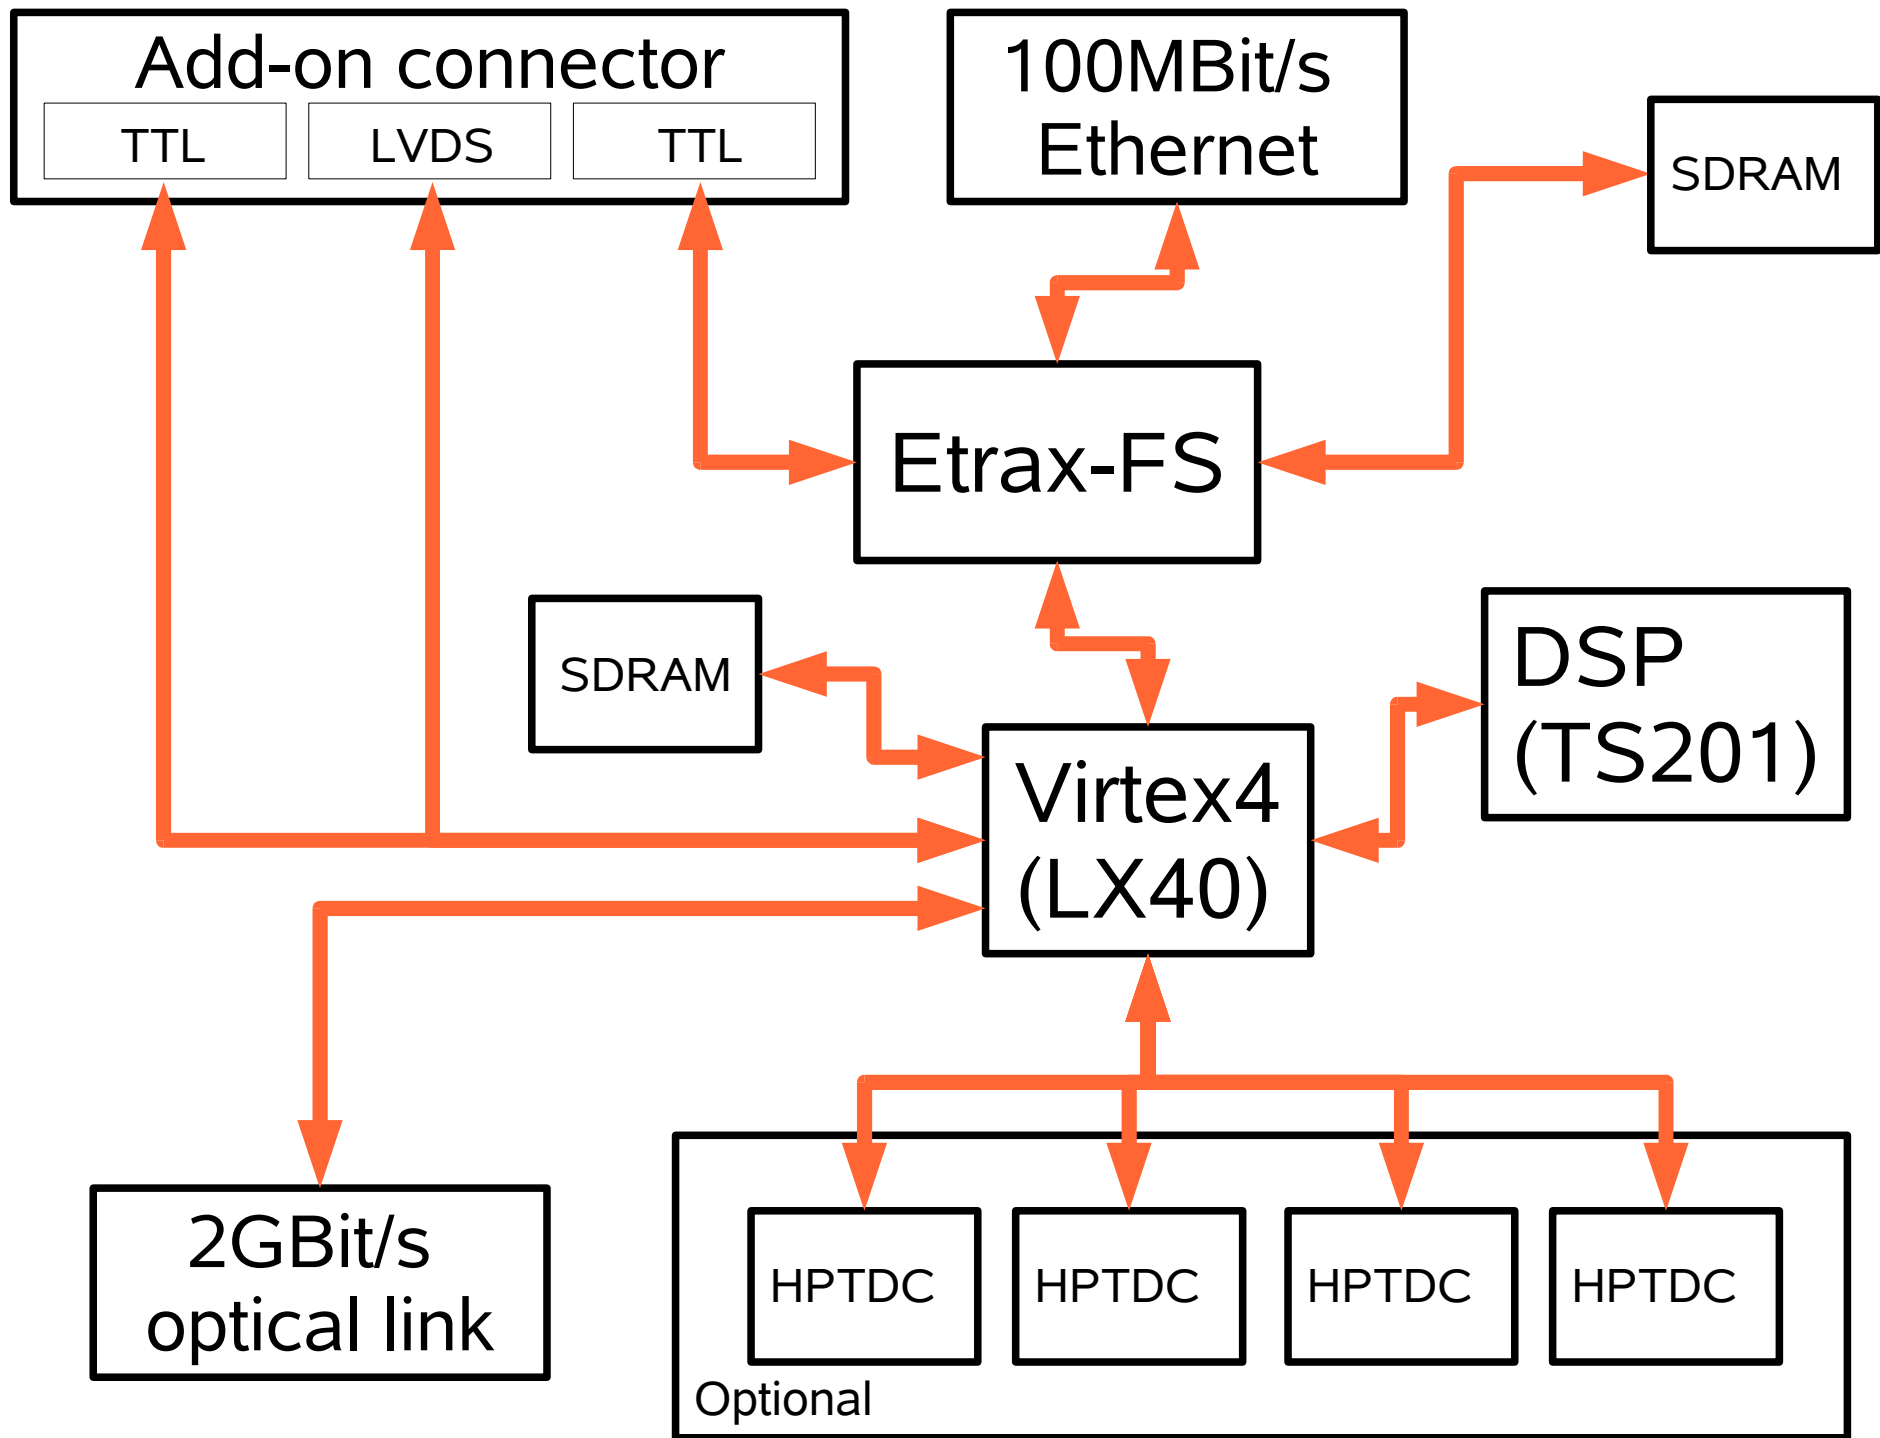 Add-on connector
TTL
LVDS
TTL
100MBit/s
Ethernet
SDRAM
Etrax-FS
SDRAM
DSP
(TS201)
Virtex4
(LX40)
2GBit/s
optical link
HPTDC
HPTDC
HPTDC
HPTDC
Optional